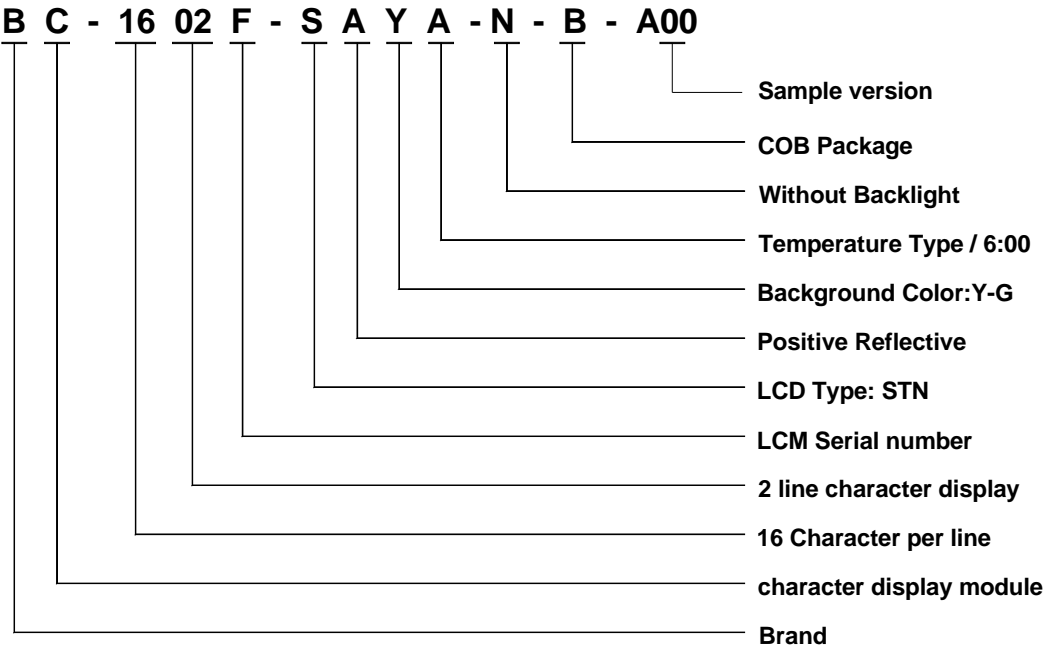 B C - 16 02 F - S A Y A - N - B - A00
Sample version
COB Package
Without Backlight
Temperature Type / 6:00
Background Color:Y-G
Positive Reflective
LCD Type: STN
LCM Serial number
2 line character display
16 Character per line
character display module
Brand